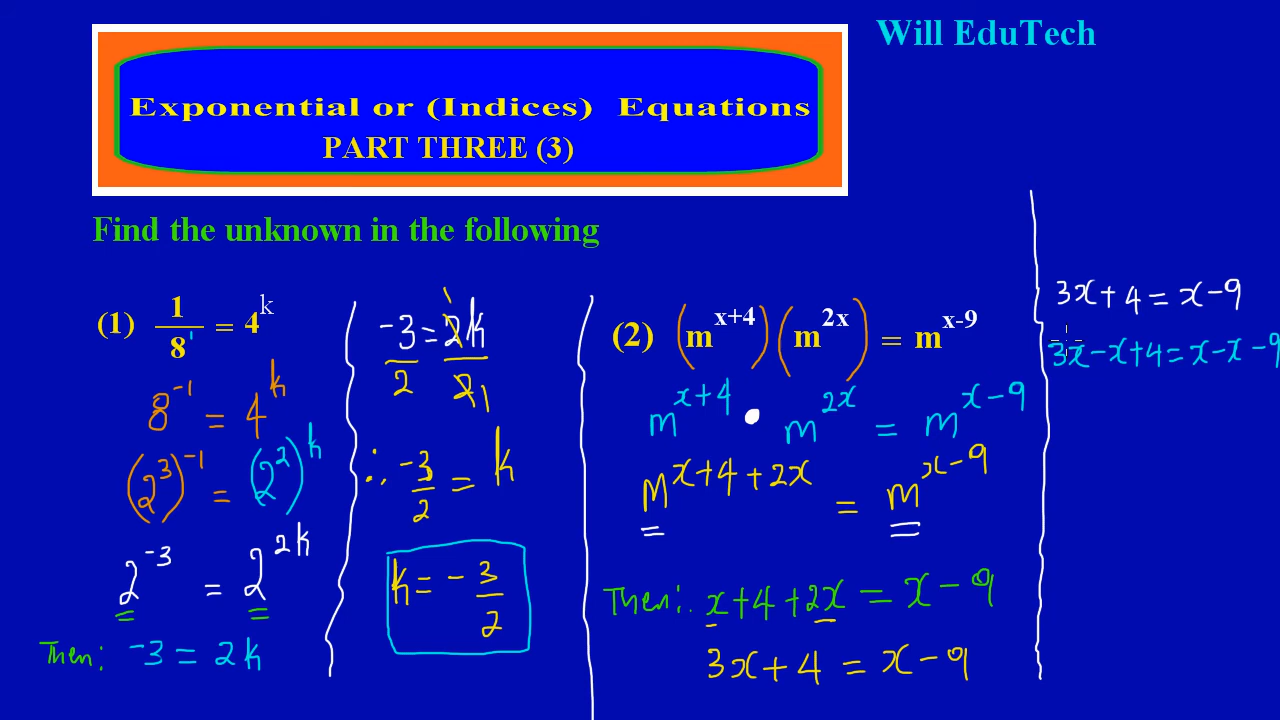 Will EduTech
Exponential or (Indices) Equations
PART THREE (3)
Find the unknown in the following
(1) 1/8¹ = 4^k
8^-1 = 4^k
(2^3)^-1 = (2^2)^k
2^-3 = 2^2k
Then: -3 = 2k
-3/2 = 2k/2 1 1
∴ -3/2 = k
k = -3/2
(2) (m^x+4)(m^2x) = m^x-9
m^x+4 • m^2x = m^x-9
m^x+4+2x = m^x-9
Then: x+4+2x = x-9
3x+4 = x-9
3x+4 = x-9
3x-x+4 = x-x-9